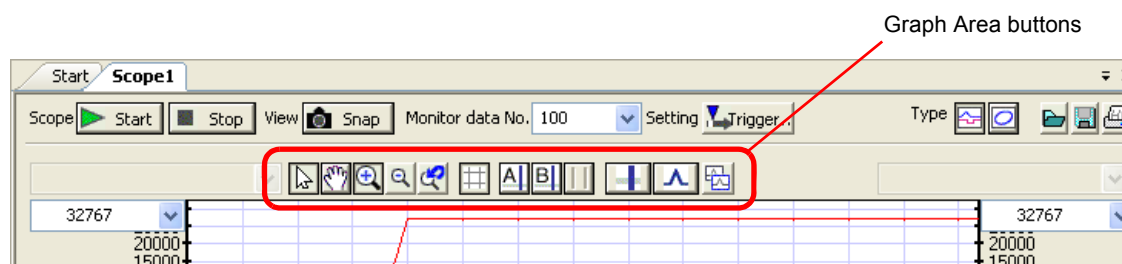 Graph Area buttons
Start Scope1
Scope Start Stop View Snap Monitor data No. 100 Setting Trigger... Type
A B
32767 32767
20000 20000
15000 15000